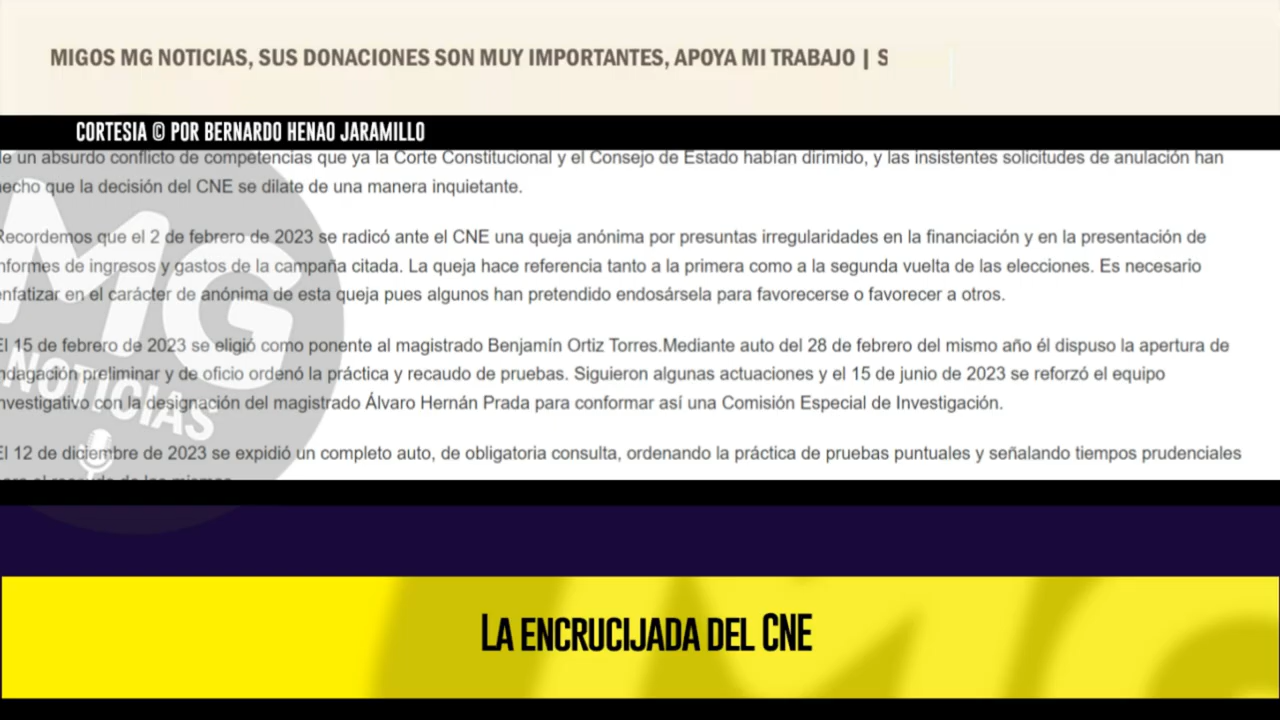 MIGOS MG NOTICIAS, SUS DONACIONES SON MUY IMPORTANTES, APOYA MI TRABAJO | S
CORTESIA © POR BERNARDO HENAO JARAMILLO
de un absurdo conflicto de competencias que ya la Corte Constitucional y el Consejo de Estado habían dirimido, y las insistentes solicitudes de anulación han
hecho que la decisión del CNE se dilate de una manera inquietante.
Recordemos que el 2 de febrero de 2023 se radicó ante el CNE una queja anónima por presuntas irregularidades en la financiación y en la presentación de
nformes de ingresos y gastos de la campaña citada. La queja hace referencia tanto a la primera como a la segunda vuelta de las elecciones. Es necesario
enfatizar en el carácter de anónima de esta queja pues algunos han pretendido endosársela para favorecerse o favorecer a otros.
El 15 de febrero de 2023 se eligió como ponente al magistrado Benjamín Ortiz Torres.Mediante auto del 28 de febrero del mismo año él dispuso la apertura de
ndagación preliminar y de oficio ordenó la práctica y recaudo de pruebas. Siguieron algunas actuaciones y el 15 de junio de 2023 se reforzó el equipo
nvestigativo con la designación del magistrado Álvaro Hernán Prada para conformar así una Comisión Especial de Investigación.
El 12 de diciembre de 2023 se expidió un completo auto, de obligatoria consulta, ordenando la práctica de pruebas puntuales y señalando tiempos prudenciales
MG
NOTICIAS
LA ENCRUCIJADA DEL CNE